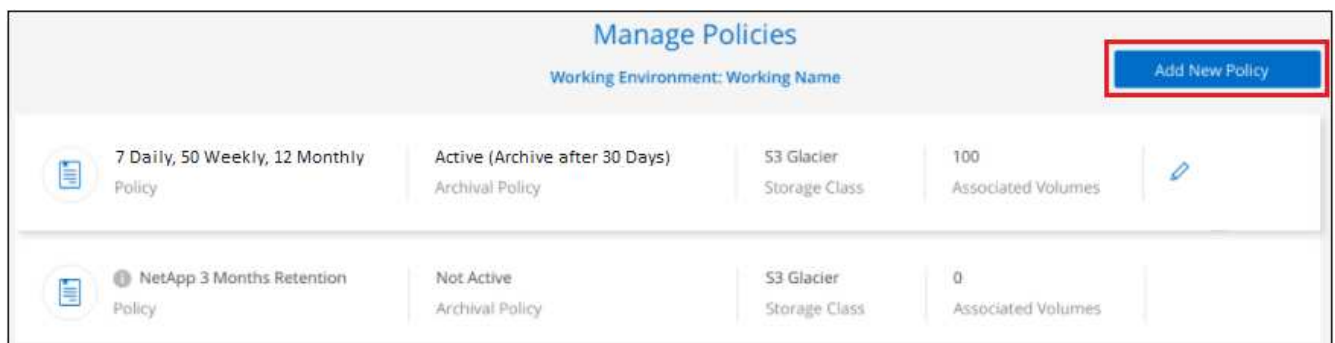 Manage Policies
Working Environment: Working Name
Add New Policy
7 Daily, 50 Weekly, 12 Monthly
Policy
Active (Archive after 30 Days)
Archival Policy
S3 Glacier
Storage Class
100
Associated Volumes
NetApp 3 Months Retention
Policy
Not Active
Archival Policy
S3 Glacier
Storage Class
0
Associated Volumes